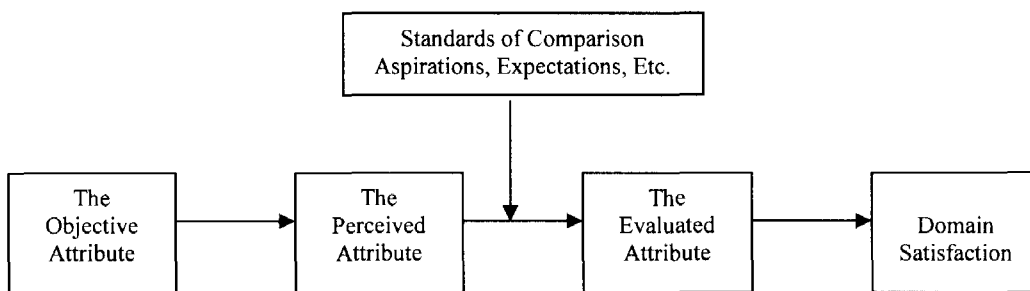 Standards of Comparison
Aspirations, Expectations, Etc.
The
Objective
Attribute
The
Perceived
Attribute
The
Evaluated
Attribute
Domain
Satisfaction